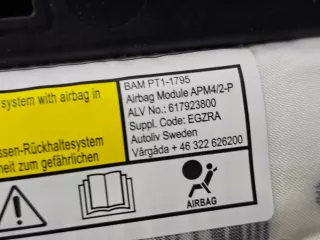 system with airbag in
ssen-Rückhaltesystem
heit zum gefährlichen
BAM PT1-1795
Airbag Module APM4/2-P
ALV No.: 617923800
Suppl. Code: EGZRA
Autoliv Sweden
Vårgåda + 46 322 626200
AIRBAG